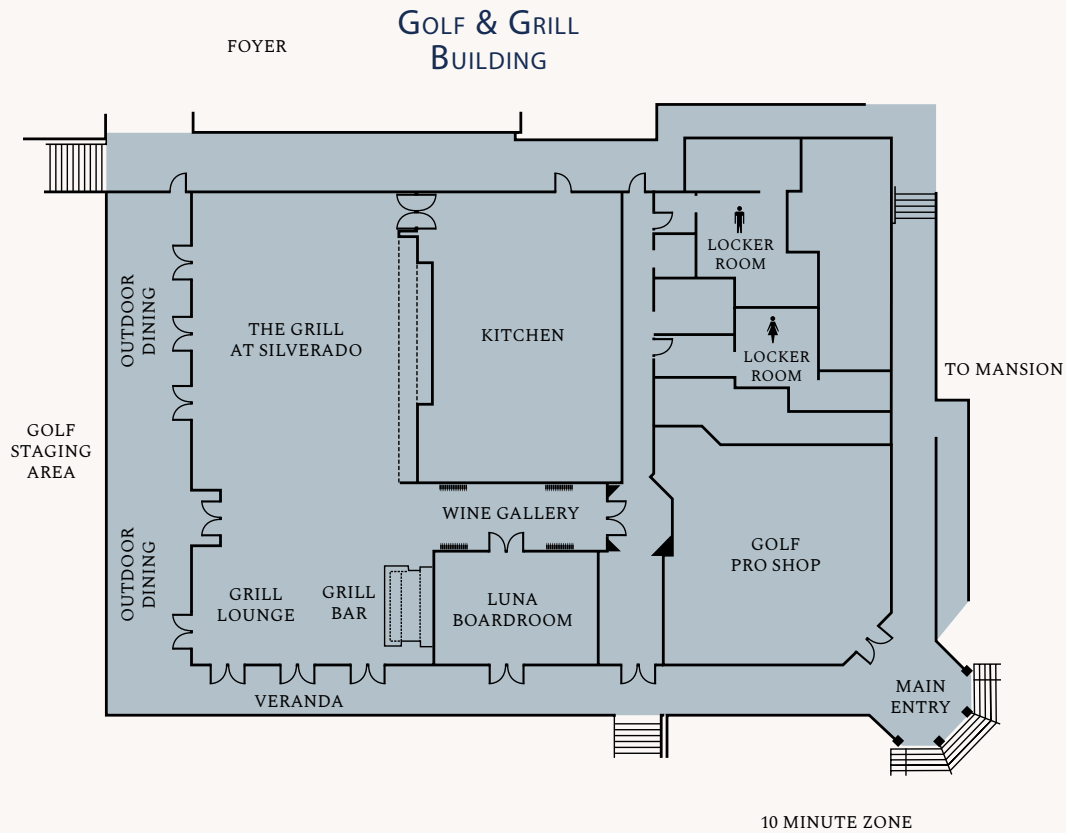 Golf & Grill
Building
FOYER
LOCKER
ROOM
OUTDOOR
DINING
THE GRILL
AT SILVERADO
KITCHEN
LOCKER
ROOM
TO MANSION
GOLF
STAGING
AREA
WINE GALLERY
OUTDOOR
DINING
GOLF
PRO SHOP
GRILL
LOUNGE
GRILL
BAR
LUNA
BOARDROOM
VERANDA
MAIN
ENTRY
10 MINUTE ZONE